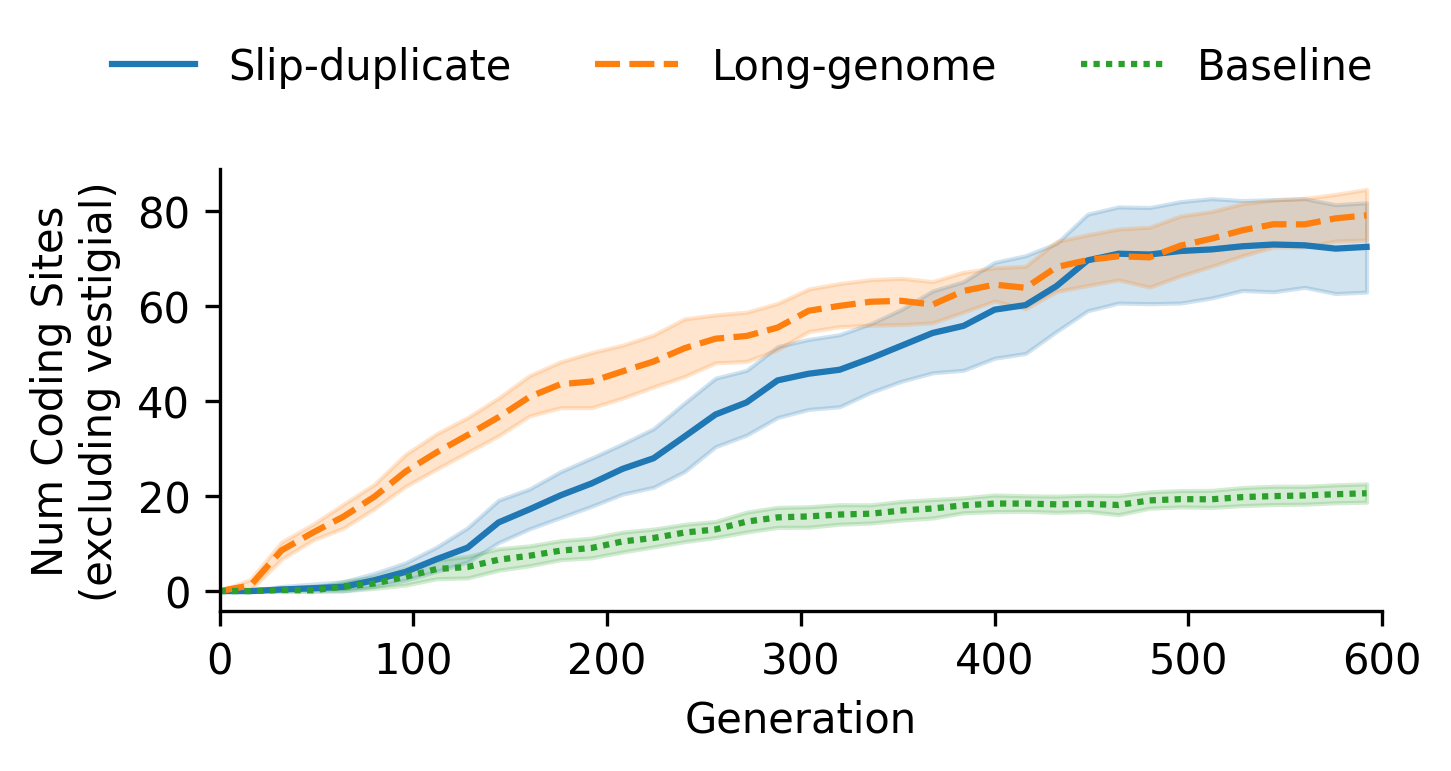 Slip-duplicate Long-genome Baseline
Num Coding Sites
(excluding vestigial)
80
60
40
20
0
0 100 200 300 400 500 600
Generation